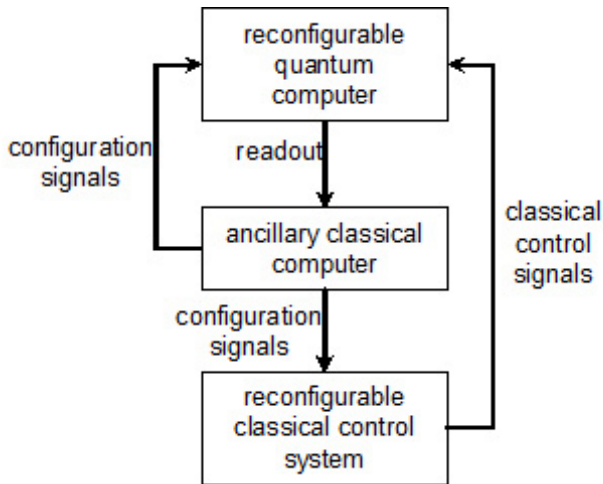 reconfigurable
quantum
computer
configuration
signals
readout
classical
control
signals
ancillary classical
computer
configuration
signals
reconfigurable
classical control
system